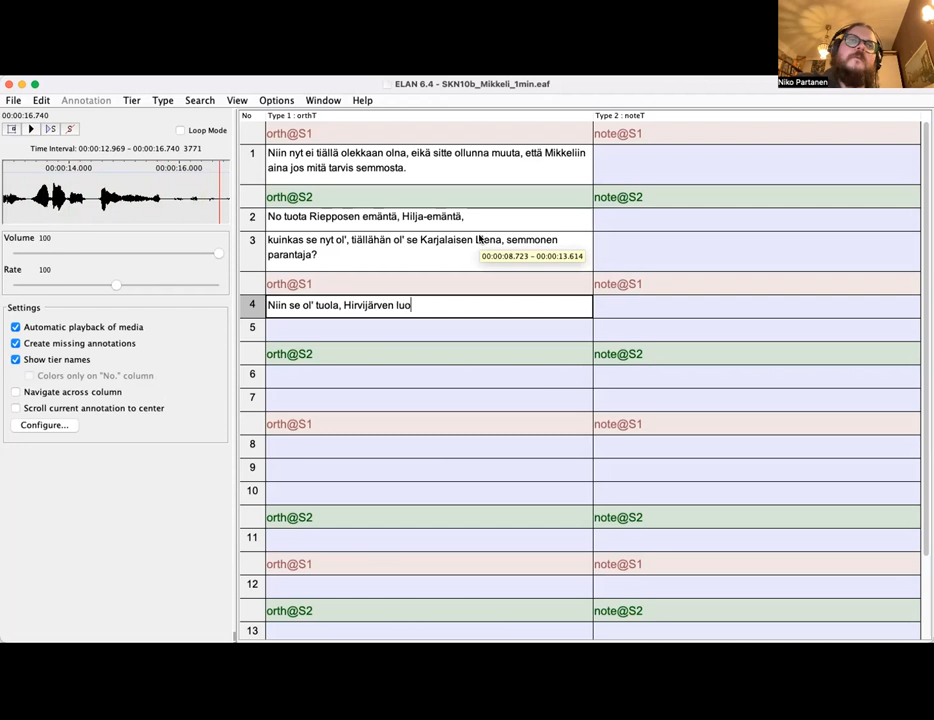 Niko Partanen
ELAN 6.4 - SKN10b_Mikkeli_1min.eaf
File Edit Annotation Tier Type Search View Options Window Help
00:00:16.740
Loop Mode
Time Interval: 00:00:12.969 - 00:00:16.740 3771
00:00:14.000 00:00:16.000
Volume 100
Rate 100
Settings
Automatic playback of media
Create missing annotations
Show tier names
Colors only on "No." column
Navigate across column
Scroll current annotation to center
Configure...
No Type 1 : orthT Type 2 : noteT
orth@S1 note@S1
1 Niin nyt ei tiällä olekkaan olna, eikä sitte ollunna muuta, että Mikkeliin
aina jos mitä tarvis semmosta.
orth@S2 note@S2
2 No tuota Riepposen emäntä, Hilja-emäntä,
3 kuinkas se nyt ol', tiällähän ol' se Karjalaisen semmonen
parantaja?
00:00:08.723 - 00:00:13.614
orth@S1 note@S1
4 Niin se ol' tuola, Hirvijärven luo
5
orth@S2 note@S2
6
7
orth@S1 note@S1
8
9
10
orth@S2 note@S2
11
orth@S1 note@S1
12
orth@S2 note@S2
13